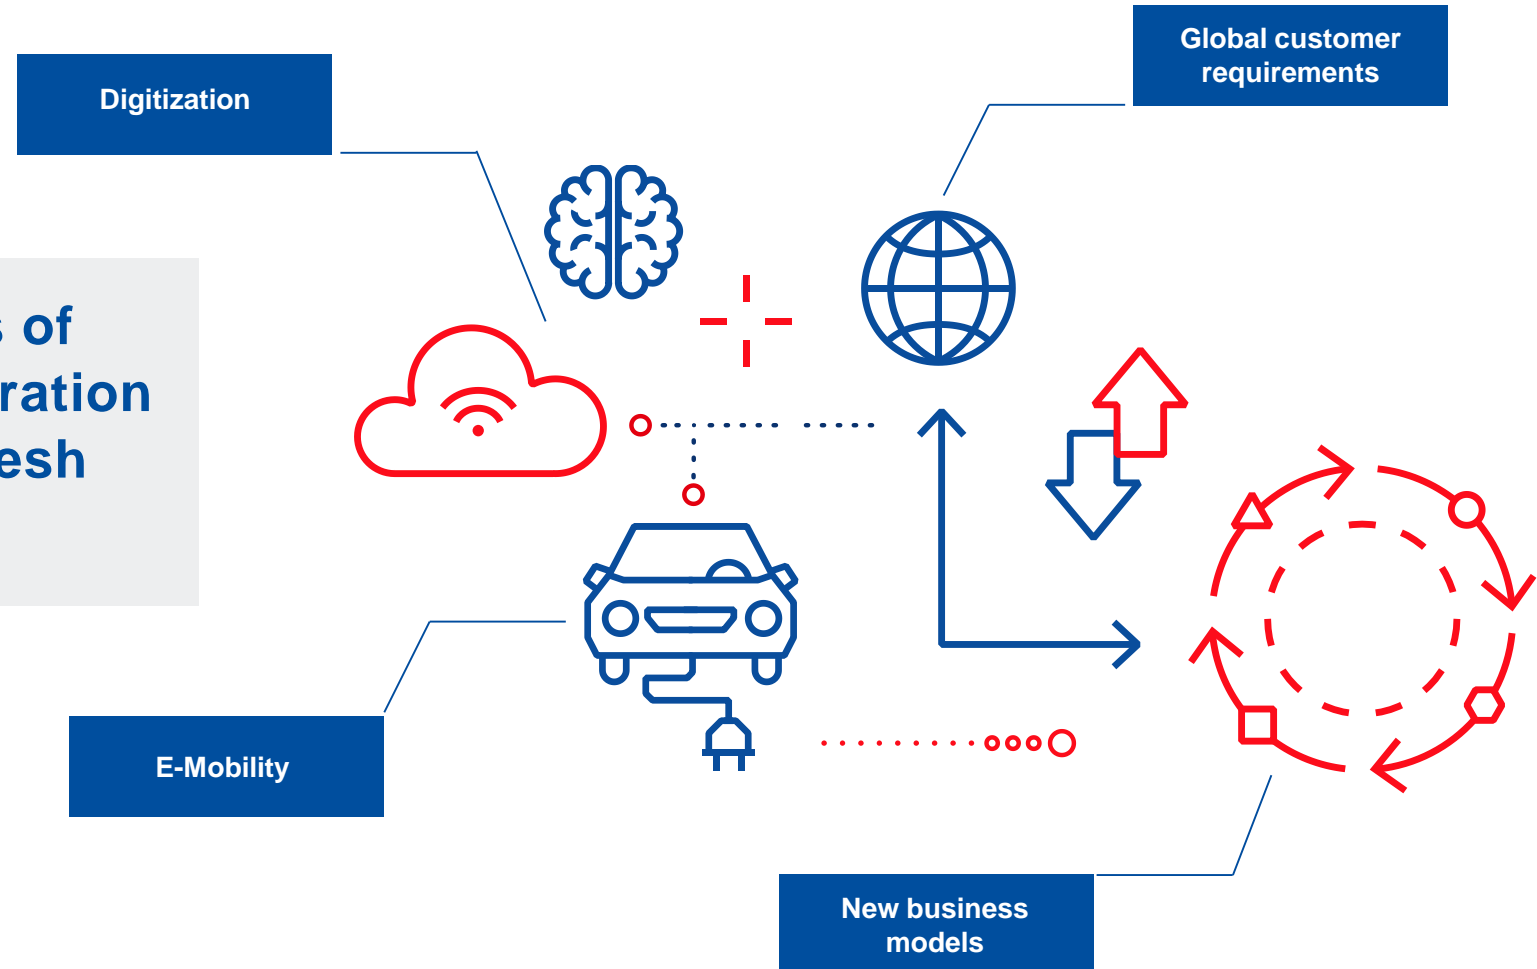 Global customer
requirements
Digitization
s of
ration
esh
E-Mobility
New business
models